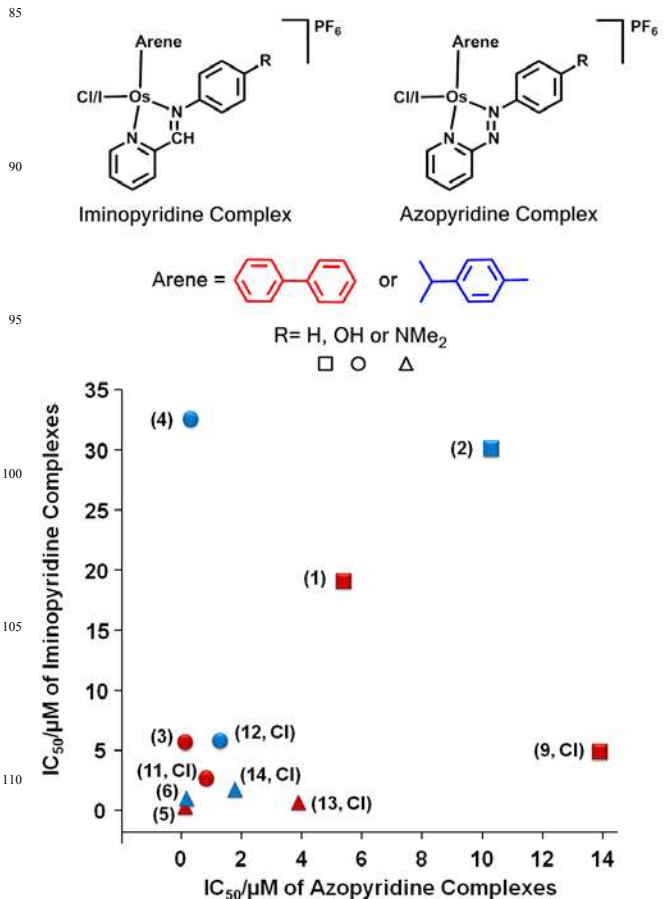 85
PF6
PF6
Arene
Arene
R
R
Cl/I
Os
N
Cl/I
Os
N
N
CH
N
N
90
Iminopyridine Complex
Azopyridine Complex
Arene =
or
95
R= H, OH or NMe2
35
(4)
30
(2)
100
25
20
(1)
15
105
10
(3)
(12, Cl)
5
(9, Cl)
(11, Cl)
(14, Cl)
110
(6)
(13, Cl)
0
(5)
0 2 4 6 8 10 12 14
IC50/µM of Iminopyridine Complexes
IC50/µM of Azopyridine Complexes